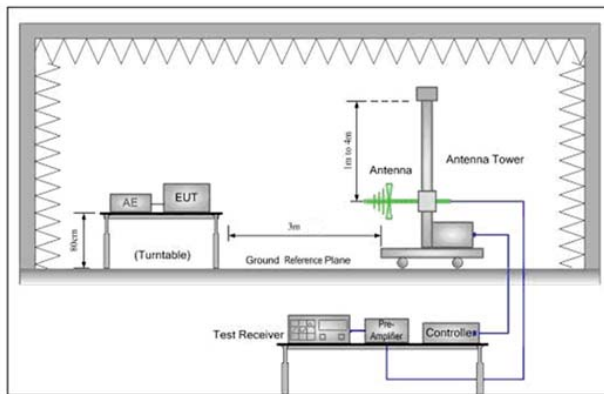 1m to 4m
Antenna
Antenna Tower
AE
EUT
80cm
(Turntable)
3m
Ground Reference Plane
Test Receiver
Pre-
Amplifier
Controller